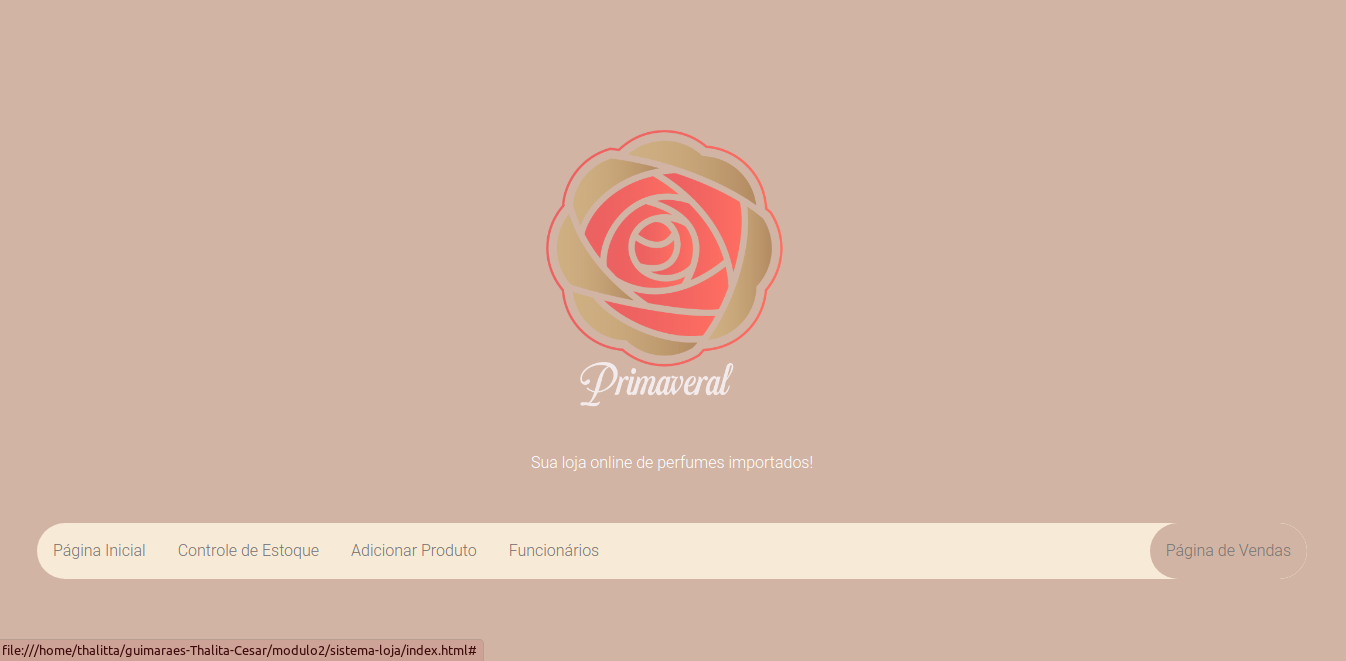 Primaveral
Sua loja online de perfumes importados!
Página Inicial Controle de Estoque Adicionar Produto Funcionários Página de Vendas
file:///home/thalitta/guimaraes-Thalita-Cesar/modulo2/sistema-loja/index.html#